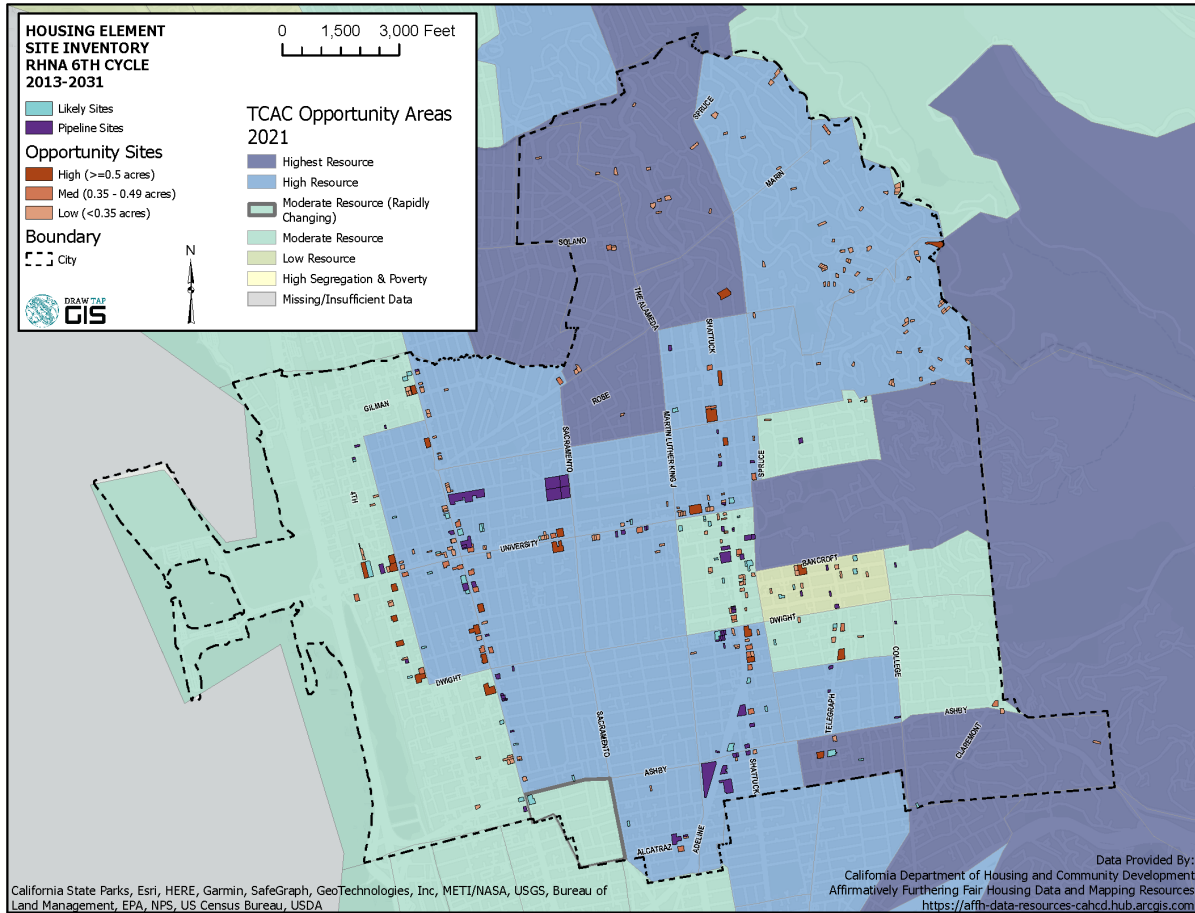 HOUSING ELEMENT
SITE INVENTORY
RHNA 6TH CYCLE
2013-2031
0 1,500 3,000 Feet
Likely Sites
Pipeline Sites
Opportunity Sites
High (>=0.5 acres)
Med (0.35 - 0.49 acres)
Low (<0.35 acres)
Boundary
City
N
DRAW TAP
GIS
TCAC Opportunity Areas
2021
Highest Resource
High Resource
Moderate Resource (Rapidly
Changing)
Moderate Resource
Low Resource
High Segregation & Poverty
Missing/Insufficient Data
SPRUCE
MARIN
SOLANO
THE ALAMEDA
SHATTUCK
ROSE
GILMAN
SACRAMENTO
MARTIN LUTHER KING J
SPRUCE
4TH
UNIVERSITY
BANCROFT
DWIGHT
COLLEGE
DWIGHT
SACRAMENTO
TELEGRAPH
ASHBY
CLAREMONT
ASHBY
SHATTUCK
ADELINE
ALCATRAZ
California State Parks, Esri, HERE, Garmin, SafeGraph, GeoTechnologies, Inc, METI/NASA, USGS, Bureau of
Land Management, EPA, NPS, US Census Bureau, USDA
Data Provided By:
California Department of Housing and Community Development
Affirmatively Furthering Fair Housing Data and Mapping Resources
https://affh-data-resources-cahcd.hub.arcgis.com